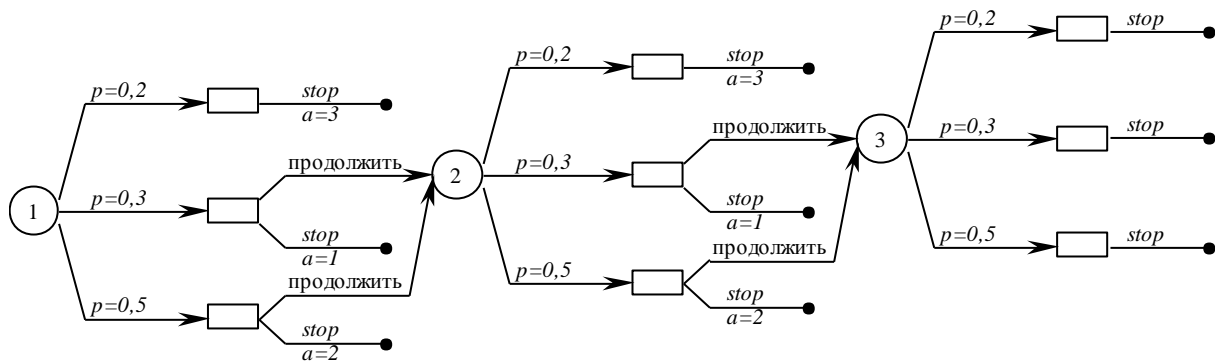 1
p=0,2
stop
a=3
p=0,3
продолжить
stop
a=1
p=0,5
продолжить
stop
a=2
2
p=0,2
stop
a=3
p=0,3
продолжить
stop
a=1
p=0,5
продолжить
stop
a=2
3
p=0,2
stop
p=0,3
stop
p=0,5
stop